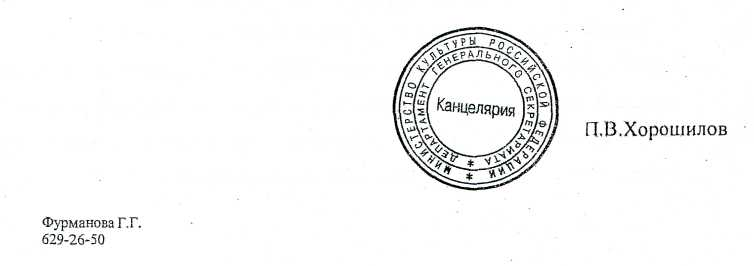 МИНИСТЕРСТВО КУЛЬТУРЫ РОССИЙСКОЙ ФЕДЕРАЦИИ *
ДЕПАРТАМЕНТ ГЕНЕРАЛЬНОГО СЕКРЕТАРИАТА *
Канцелярия
П.В.Хорошилов
Фурманова Г.Г.
629-26-50